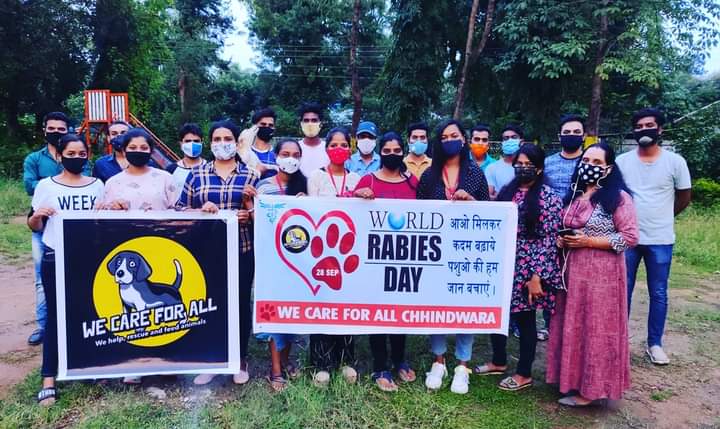 WEEK
WE CARE FOR ALL
We help, rescue and feed animals
28 SEP
WORLD
RABIES
DAY
आओ मिलकर
कदम बढ़ाये
पशुओ की हम
जान बचाएं।
WE CARE FOR ALL CHHINDWARA